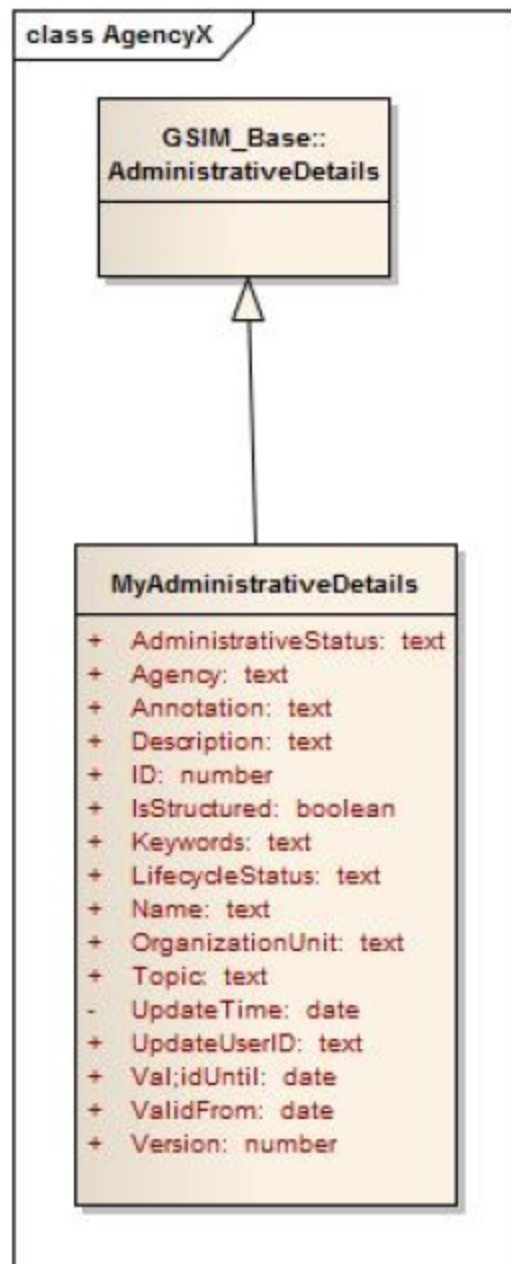 class AgencyX
GSIM_Base::
AdministrativeDetails
MyAdministrativeDetails
+ AdministrativeStatus: text
+ Agency: text
+ Annotation: text
+ Description: text
+ ID: number
+ IsStructured: boolean
+ Keywords: text
+ LifecycleStatus: text
+ Name: text
+ OrganizationUnit: text
+ Topic: text
- UpdateTime: date
+ UpdateUserID: text
+ Val;idUntil: date
+ ValidFrom: date
+ Version: number